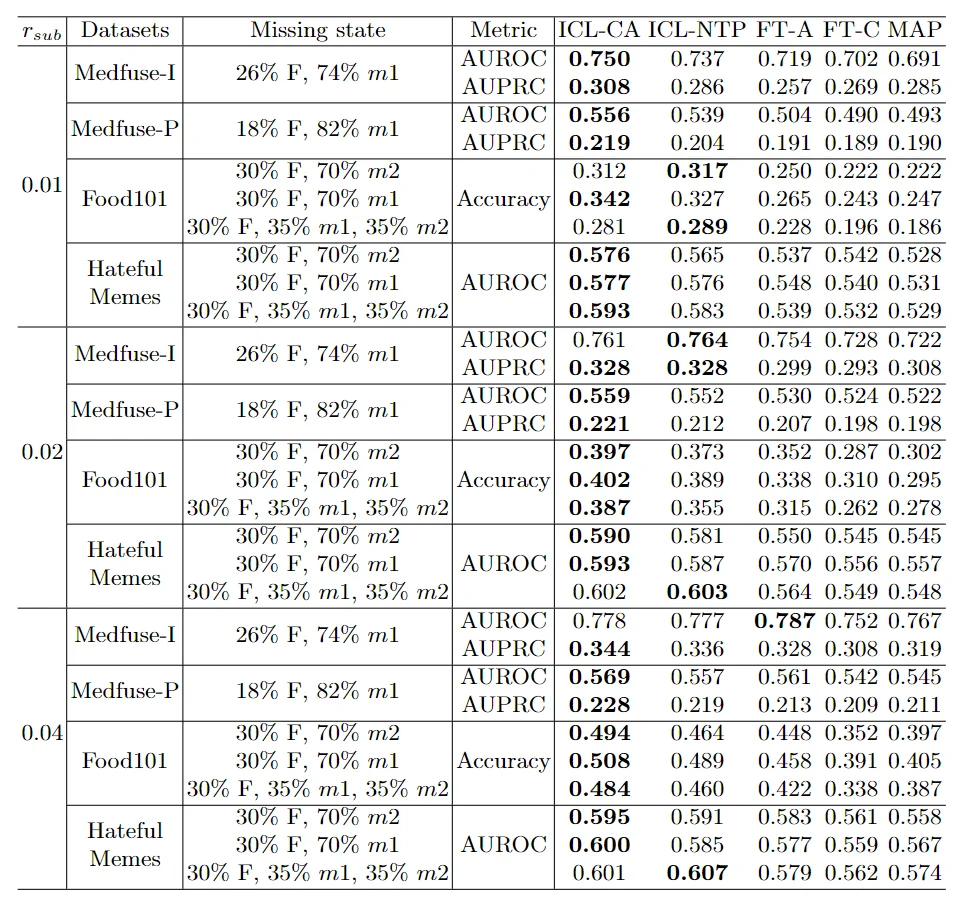 r_sub Datasets Missing state Metric ICL-CA ICL-NTP FT-A FT-C MAP
0.01 Medfuse-I 26% F, 74% m1 AUROC 0.750 0.737 0.719 0.702 0.691
AUPRC 0.308 0.286 0.257 0.269 0.285
Medfuse-P 18% F, 82% m1 AUROC 0.556 0.539 0.504 0.490 0.493
AUPRC 0.219 0.204 0.191 0.189 0.190
Food101 30% F, 70% m2 Accuracy 0.312 0.317 0.250 0.222 0.222
30% F, 70% m1 0.342 0.327 0.265 0.243 0.247
30% F, 35% m1, 35% m2 0.281 0.289 0.228 0.196 0.186
Hateful Memes 30% F, 70% m2 AUROC 0.576 0.565 0.537 0.542 0.528
30% F, 70% m1 0.577 0.576 0.548 0.540 0.531
30% F, 35% m1, 35% m2 0.593 0.583 0.539 0.532 0.529
0.02 Medfuse-I 26% F, 74% m1 AUROC 0.761 0.764 0.754 0.728 0.722
AUPRC 0.328 0.328 0.299 0.293 0.308
Medfuse-P 18% F, 82% m1 AUROC 0.559 0.552 0.530 0.524 0.522
AUPRC 0.221 0.212 0.207 0.198 0.198
Food101 30% F, 70% m2 Accuracy 0.397 0.373 0.352 0.287 0.302
30% F, 70% m1 0.402 0.389 0.338 0.310 0.295
30% F, 35% m1, 35% m2 0.387 0.355 0.315 0.262 0.278
Hateful Memes 30% F, 70% m2 AUROC 0.590 0.581 0.550 0.545 0.545
30% F, 70% m1 0.593 0.587 0.570 0.556 0.557
30% F, 35% m1, 35% m2 0.602 0.603 0.564 0.549 0.548
0.04 Medfuse-I 26% F, 74% m1 AUROC 0.778 0.777 0.787 0.752 0.767
AUPRC 0.344 0.336 0.328 0.308 0.319
Medfuse-P 18% F, 82% m1 AUROC 0.569 0.557 0.561 0.542 0.545
AUPRC 0.228 0.219 0.213 0.209 0.211
Food101 30% F, 70% m2 Accuracy 0.494 0.464 0.448 0.352 0.397
30% F, 70% m1 0.508 0.489 0.458 0.391 0.405
30% F, 35% m1, 35% m2 0.484 0.460 0.422 0.338 0.387
Hateful Memes 30% F, 70% m2 AUROC 0.595 0.591 0.583 0.561 0.558
30% F, 70% m1 0.600 0.585 0.577 0.559 0.567
30% F, 35% m1, 35% m2 0.601 0.607 0.579 0.562 0.574